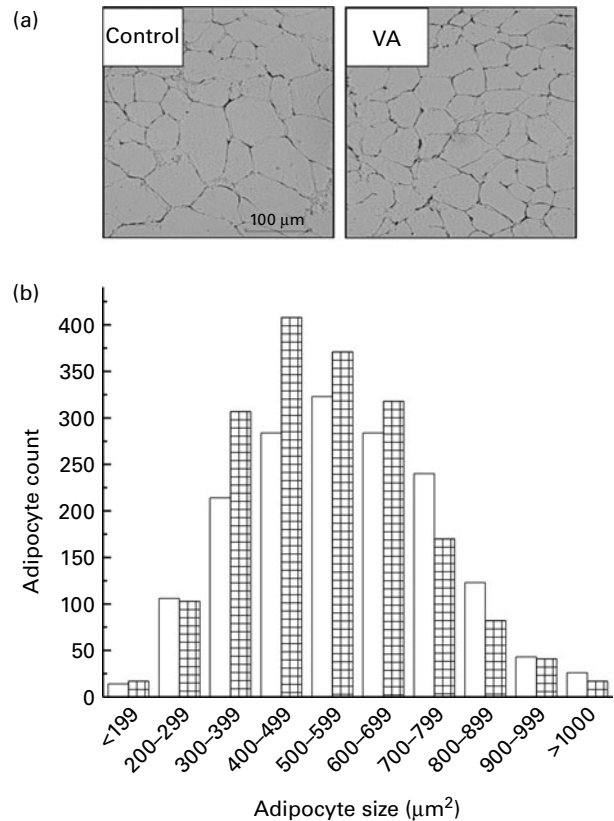 (a)
Control
VA
100 μm
(b)
Adipocyte count
400
350
300
250
200
150
100
50
0
<199
200–299
300–399
400–499
500–599
600–699
700–799
800–899
900–999
>1000
Adipocyte size (μm²)